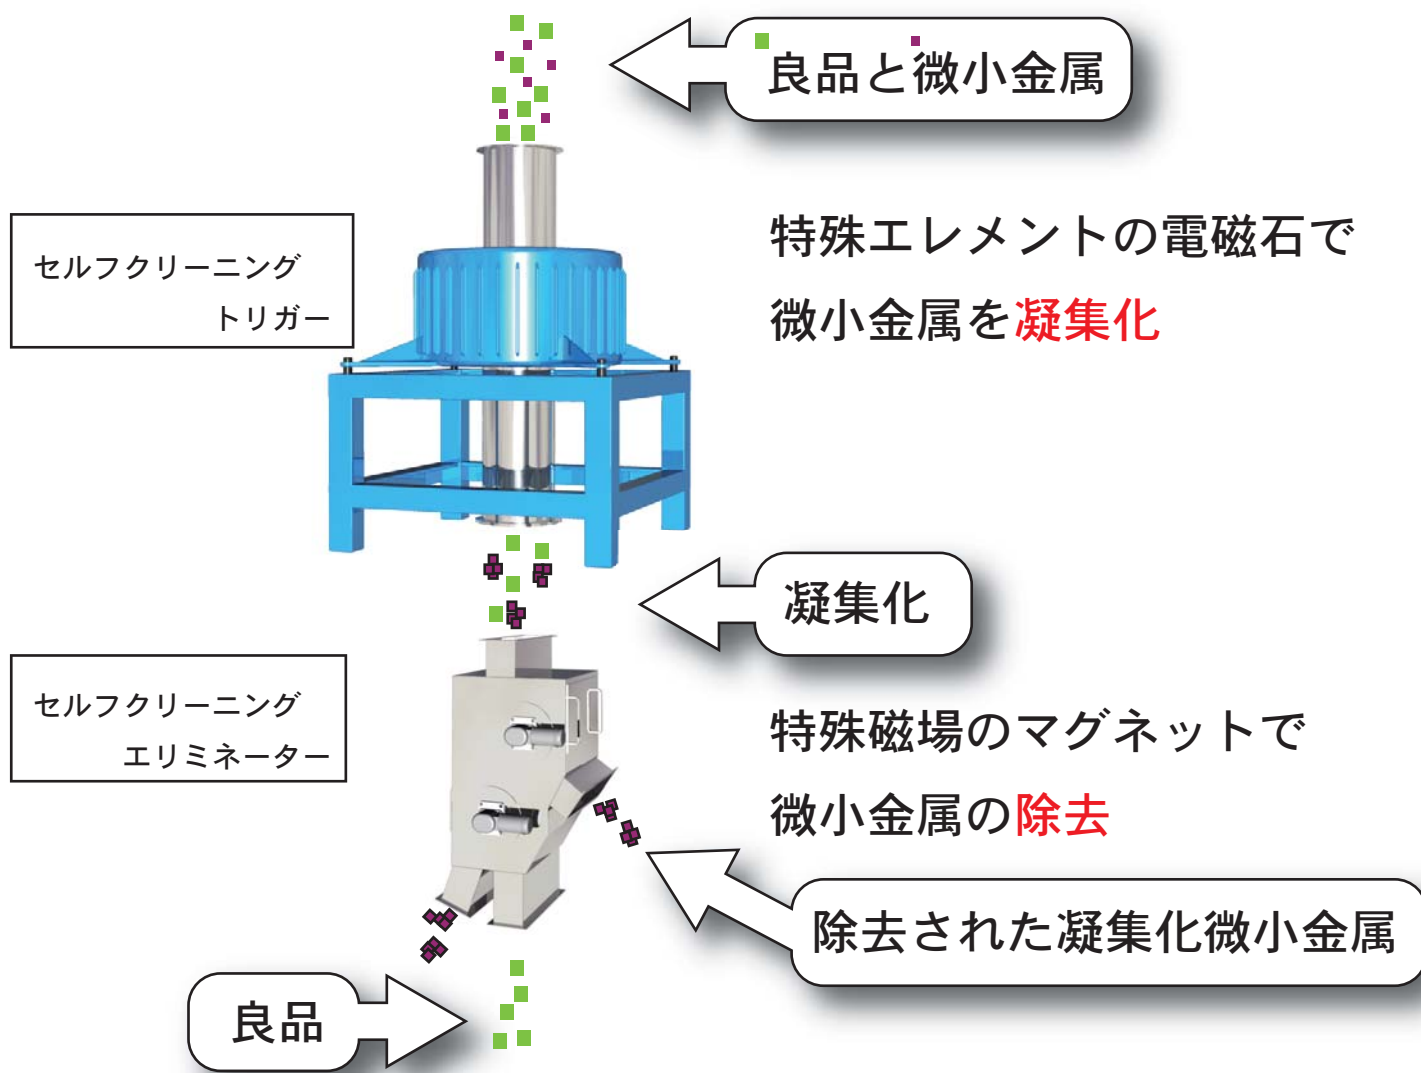 良品と微小金属
セルフクリーニング
トリガー
特殊エレメントの電磁石で
微小金属を凝集化
凝集化
セルフクリーニング
エリミネーター
特殊磁場のマグネットで
微小金属の除去
除去された凝集化微小金属
良品